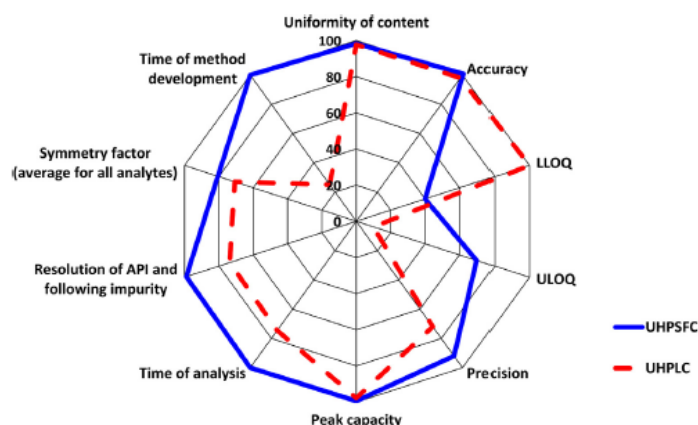 Uniformity of content
100
Time of method
development
80
Accuracy
60
Symmetry factor
(average for all analytes)
40
LLOQ
20
0
Resolution of API and
following impurity
ULOQ
UHPSFC
Time of analysis
Precision
UHPLC
Peak capacity